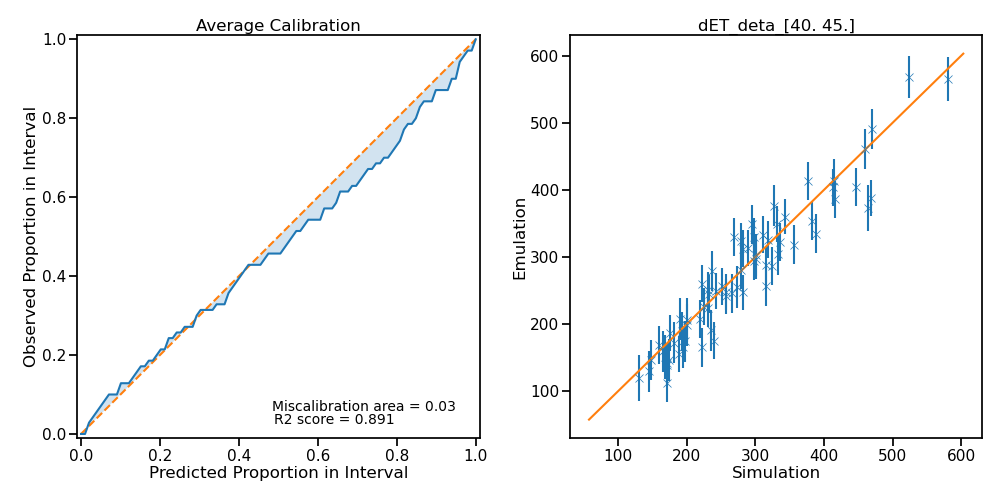 Average Calibration
1.0
0.8
0.6
0.4
0.2
0.0
Observed Proportion in Interval
Miscalibration area = 0.03
R2 score = 0.891
0.0 0.2 0.4 0.6 0.8 1.0
Predicted Proportion in Interval
dET_deta_[40. 45.]
600
500
400
300
200
100
Emulation
100 200 300 400 500 600
Simulation